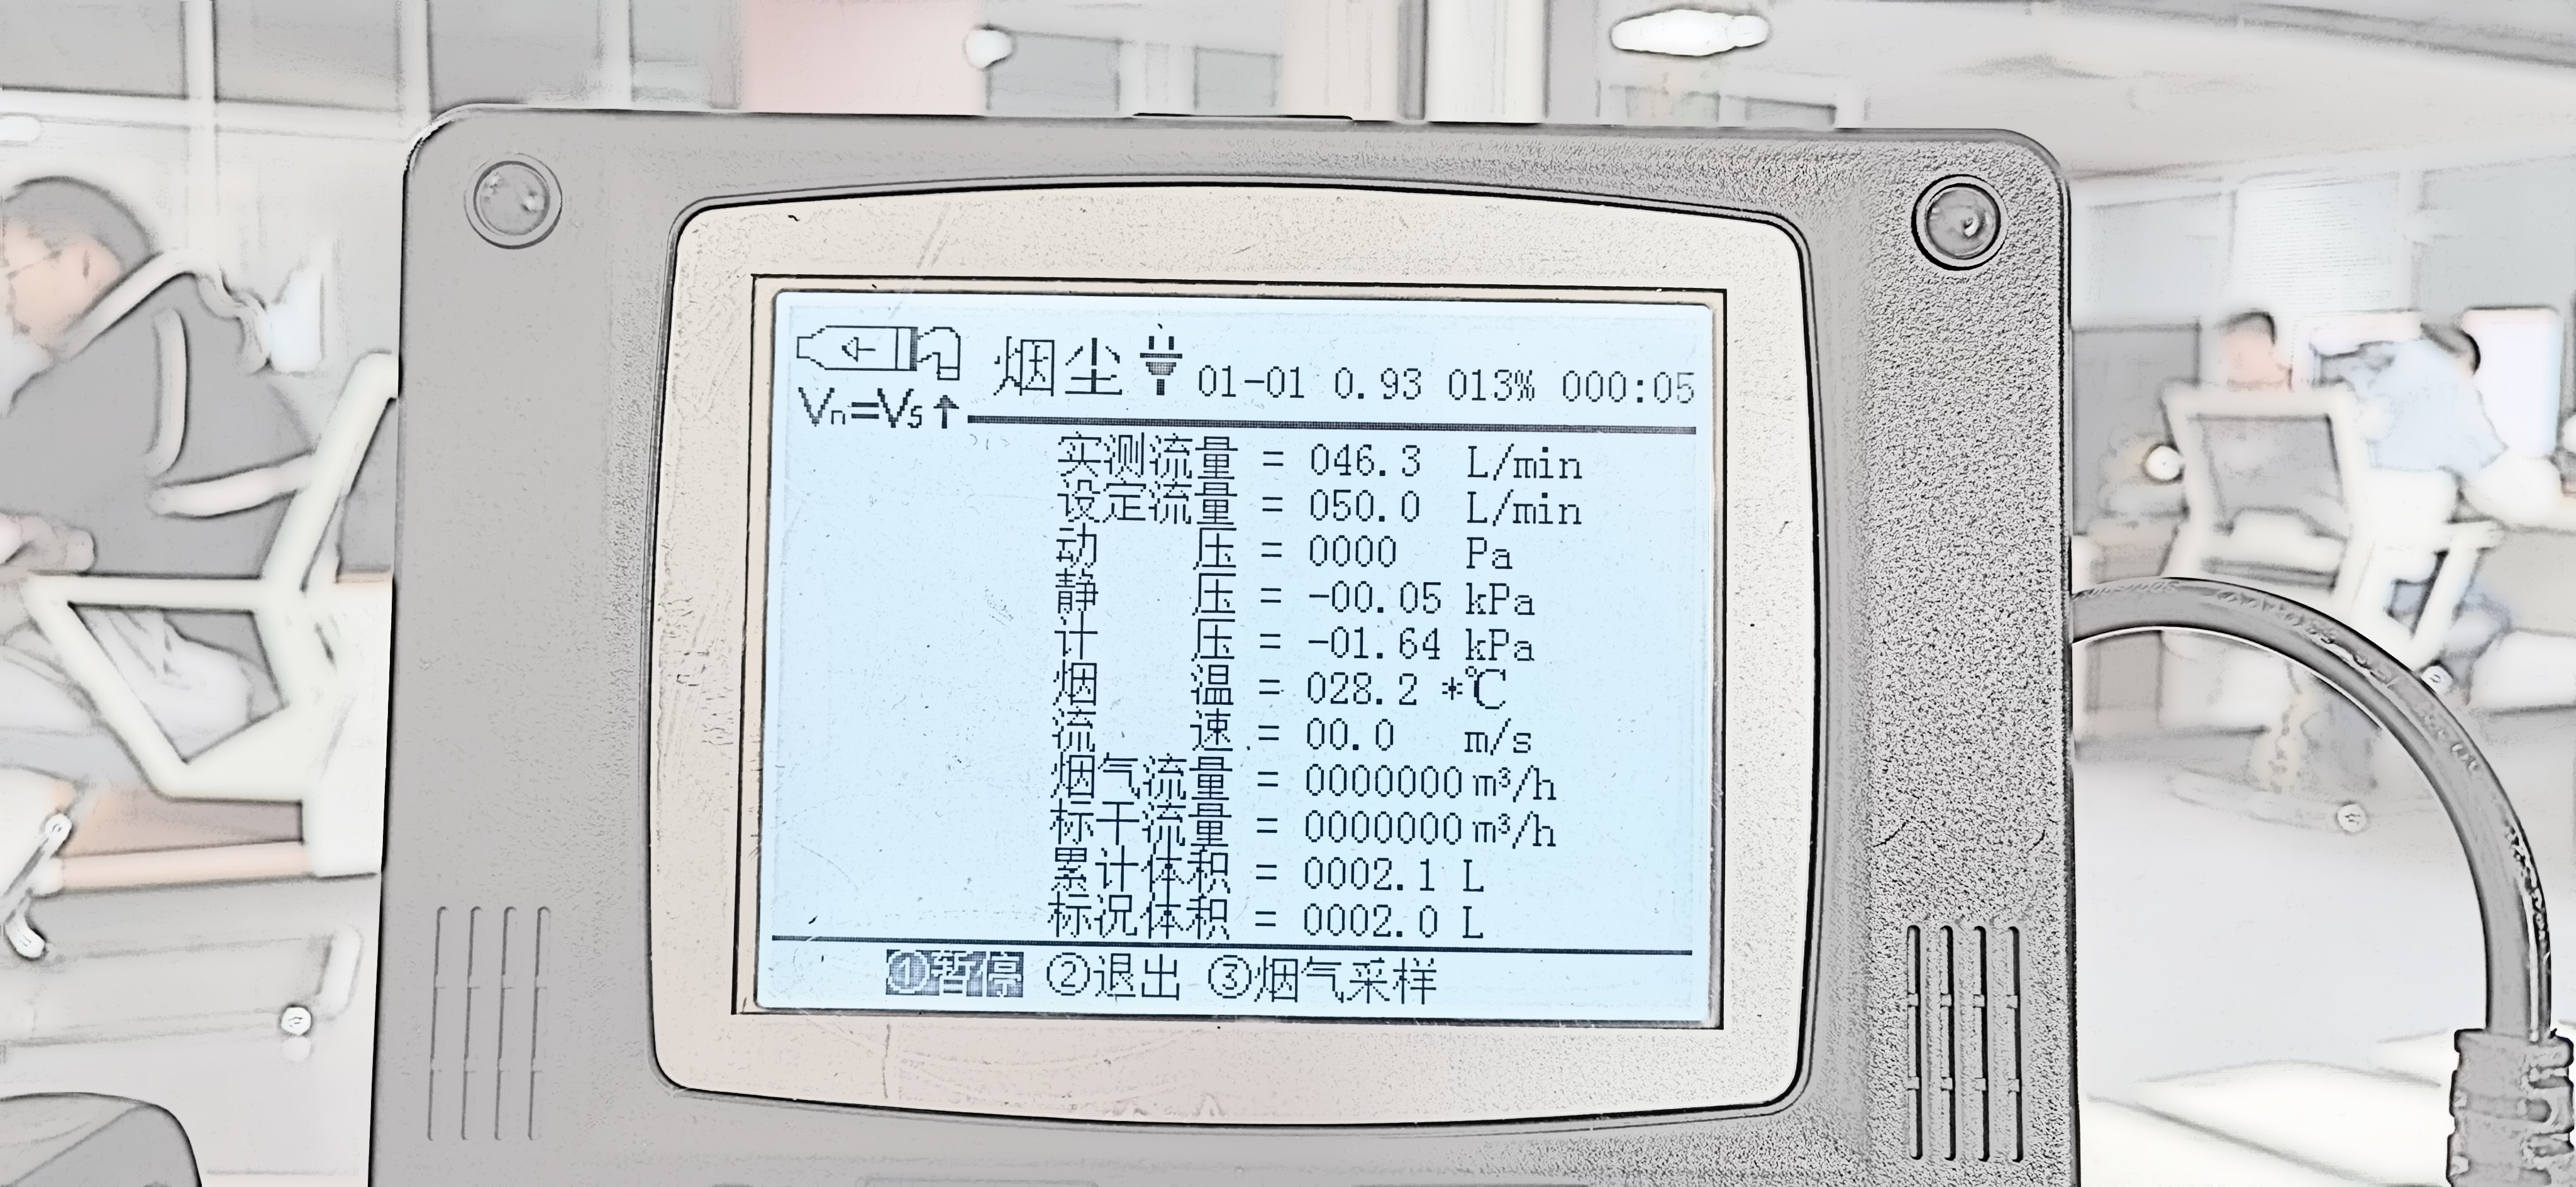 烟尘 01-01 0.93 013% 000:05
Vn=Vs↑
实测流量 = 046.3 L/min
设定流量 = 050.0 L/min
动 压 = 0000 Pa
静 压 = -00.05 kPa
计 压 = -01.64 kPa
烟 温 = 028.2 *℃
流 速 = 00.0 m/s
烟气流量 = 0000000 m³/h
标干流量 = 0000000 m³/h
累计体积 = 0002.1 L
标况体积 = 0002.0 L
①暂停 ②退出 ③烟气采样